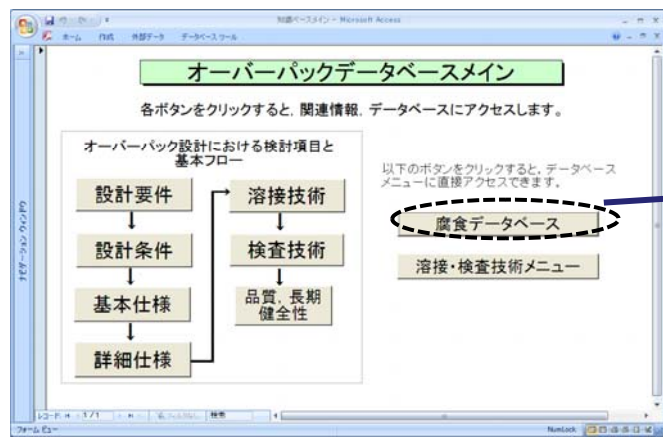 知識ベースメイン - Microsoft Access
ホーム 作成 外部データ データベース ツール
オーバーパックデータベースメイン
各ボタンをクリックすると，関連情報，データベースにアクセスします。
オーバーパック設計における検討項目と
基本フロー
設計要件
設計条件
基本仕様
詳細仕様
溶接技術
検査技術
品質，長期
健全性
以下のボタンをクリックすると，データベース
メニューに直接アクセスできます。
腐食データベース
溶接・検査技術メニュー
ナビゲーション ウィンドウ
レコード: 1/1 検索
フォーム ビュー
NumLock